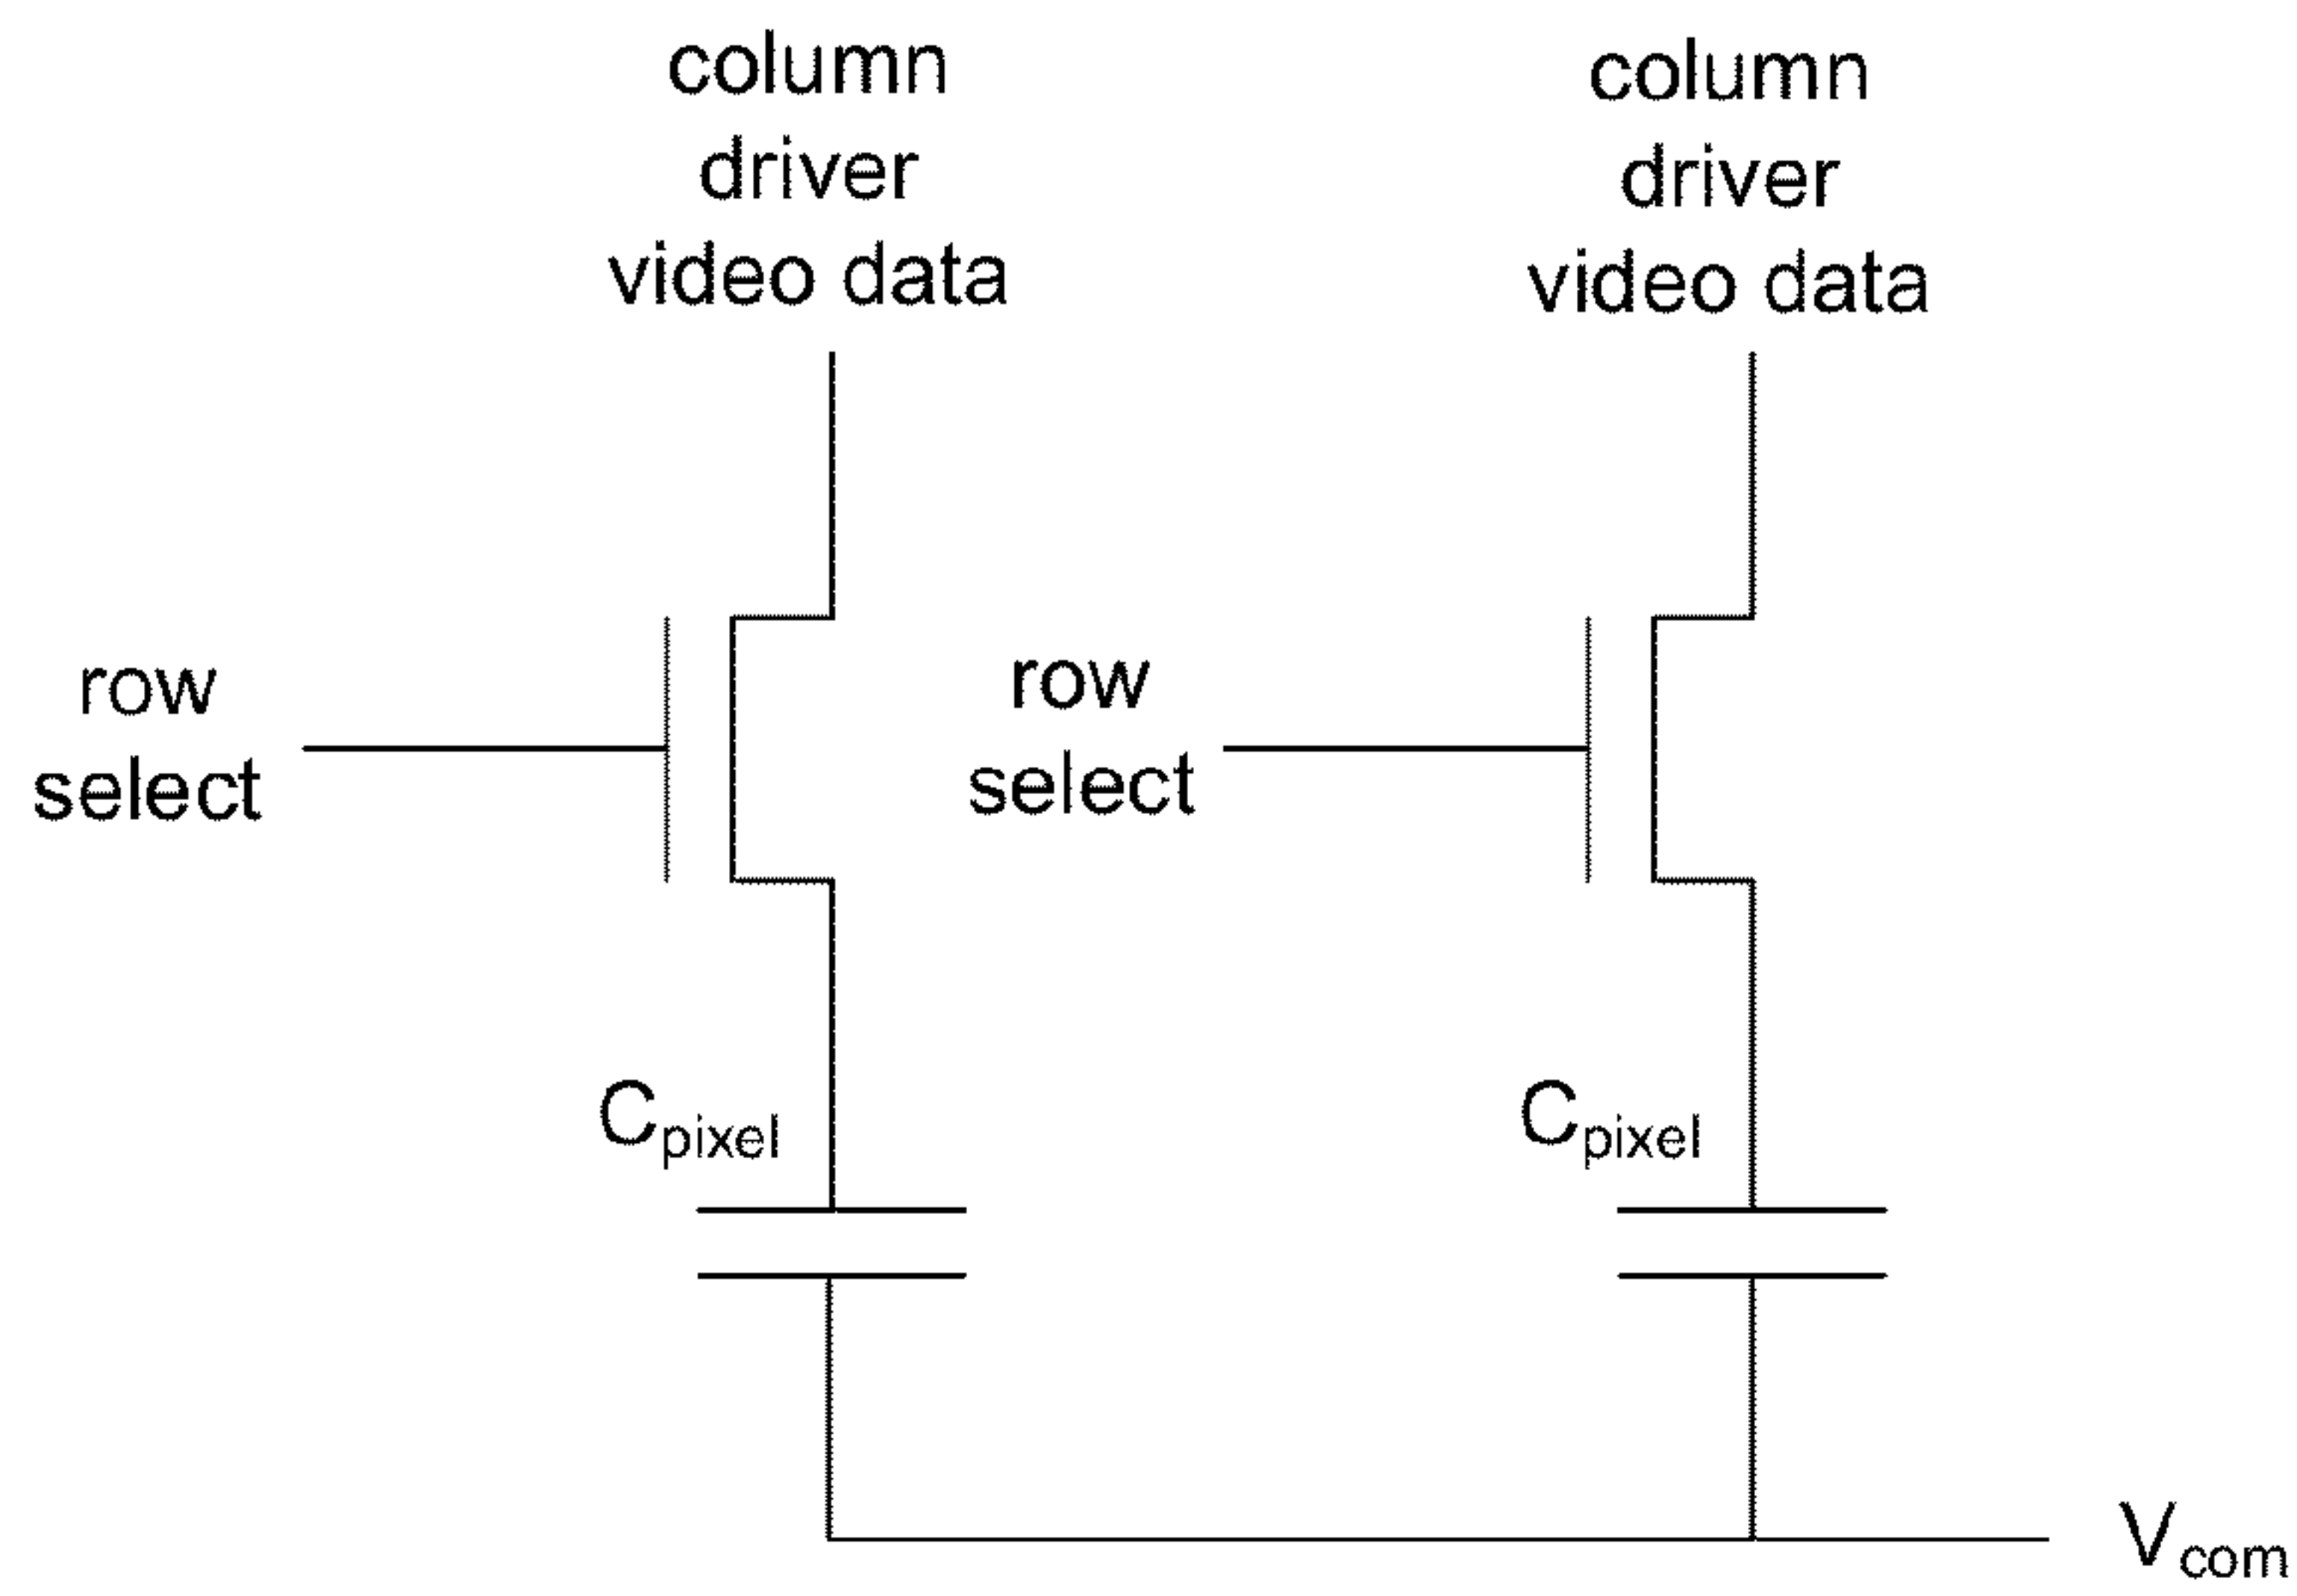 column
driver
video data
column
driver
video data
row
select
row
select
Cpixel
Cpixel
Vcom